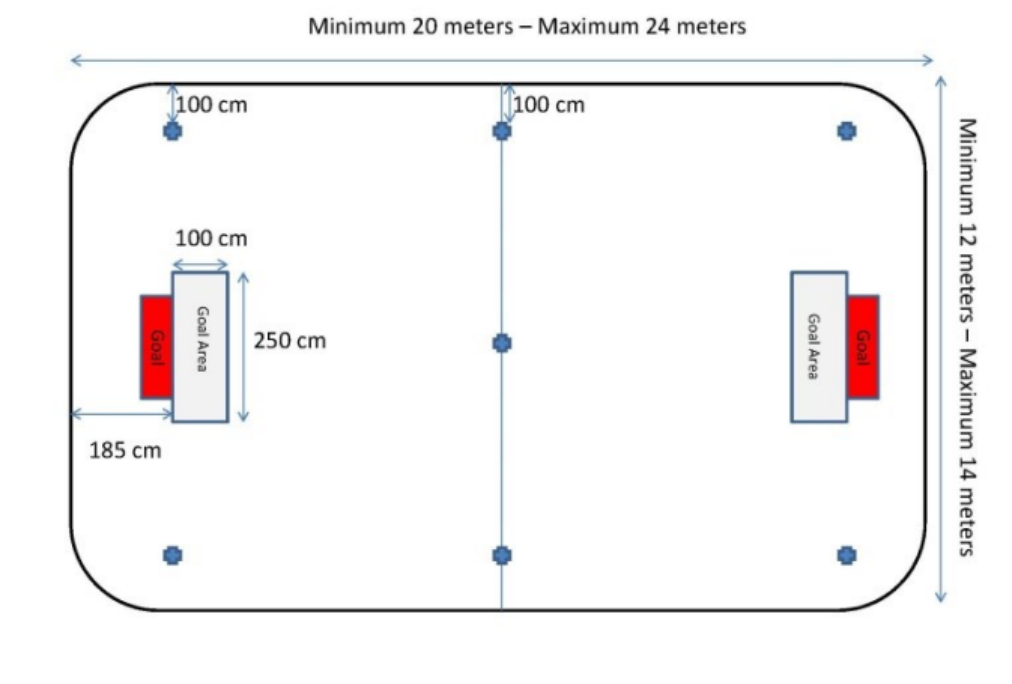 Minimum 20 meters – Maximum 24 meters
100 cm
100 cm
Minimum 12 meters – Maximum 14 meters
100 cm
Goal
Goal Area
250 cm
Goal Area
Goal
185 cm